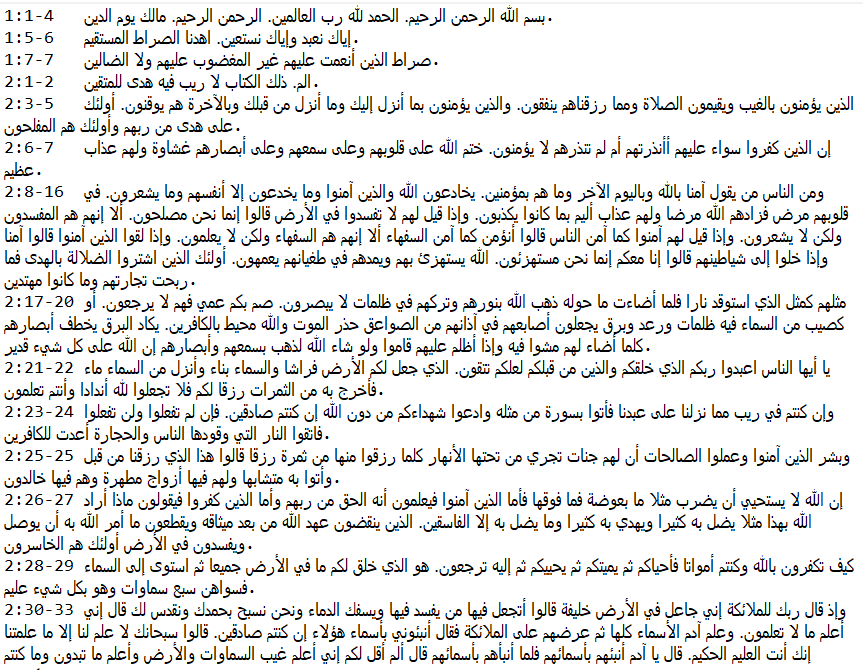 1:1-4 بسم الله الرحمن الرحيم. الحمد لله رب العالمين. الرحمن الرحيم. مالك يوم الدين.
1:5-6 إياك نعبد وإياك نستعين. اهدنا الصراط المستقيم.
1:7-7 صراط الذين أنعمت عليهم غير المغضوب عليهم ولا الضالين.
2:1-2 الم. ذلك الكتاب لا ريب فيه هدى للمتقين.
2:3-5 الذين يؤمنون بالغيب ويقيمون الصلاة ومما رزقناهم ينفقون. والذين يؤمنون بما أنزل إليك وما أنزل من قبلك وبالآخرة هم يوقنون. أولئك
على هدى من ربهم وأولئك هم المفلحون.
2:6-7 إن الذين كفروا سواء عليهم أأنذرتهم أم لم تنذرهم لا يؤمنون. ختم الله على قلوبهم وعلى سمعهم وعلى أبصارهم غشاوة ولهم عذاب
عظيم.
2:8-16 ومن الناس من يقول آمنا بالله وباليوم الآخر وما هم بمؤمنين. يخادعون الله والذين آمنوا وما يخدعون إلا أنفسهم وما يشعرون. في
قلوبهم مرض فزادهم الله مرضا ولهم عذاب أليم بما كانوا يكذبون. وإذا قيل لهم لا تفسدوا في الأرض قالوا إنما نحن مصلحون. ألا إنهم هم المفسدون
ولكن لا يشعرون. وإذا قيل لهم آمنوا كما آمن الناس قالوا أنؤمن كما آمن السفهاء ألا إنهم هم السفهاء ولكن لا يعلمون. وإذا لقوا الذين آمنوا قالوا آمنا
وإذا خلوا إلى شياطينهم قالوا إنا معكم إنما نحن مستهزئون. الله يستهزئ بهم ويمدهم في طغيانهم يعمهون. أولئك الذين اشتروا الضلالة بالهدى فما
ربحت تجارتهم وما كانوا مهتدين.
2:17-20 مثلهم كمثل الذي استوقد نارا فلما أضاءت ما حوله ذهب الله بنورهم وتركهم في ظلمات لا يبصرون. صم بكم عمي فهم لا يرجعون. أو
كصيب من السماء فيه ظلمات ورعد وبرق يجعلون أصابعهم في آذانهم من الصواعق حذر الموت والله محيط بالكافرين. يكاد البرق يخطف أبصارهم
كلما أضاء لهم مشوا فيه وإذا أظلم عليهم قاموا ولو شاء الله لذهب بسمعهم وأبصارهم إن الله على كل شيء قدير.
2:21-22 يا أيها الناس اعبدوا ربكم الذي خلقكم والذين من قبلكم لعلكم تتقون. الذي جعل لكم الأرض فراشا والسماء بناء وأنزل من السماء ماء
فأخرج به من الثمرات رزقا لكم فلا تجعلوا لله أندادا وأنتم تعلمون.
2:23-24 وإن كنتم في ريب مما نزلنا على عبدنا فأتوا بسورة من مثله وادعوا شهداءكم من دون الله إن كنتم صادقين. فإن لم تفعلوا ولن تفعلوا
فاتقوا النار التي وقودها الناس والحجارة أعدت للكافرين.
2:25-25 وبشر الذين آمنوا وعملوا الصالحات أن لهم جنات تجري من تحتها الأنهار كلما رزقوا منها من ثمرة رزقا قالوا هذا الذي رزقنا من قبل
وأتوا به متشابها ولهم فيها أزواج مطهرة وهم فيها خالدون.
2:26-27 إن الله لا يستحيي أن يضرب مثلا ما بعوضة فما فوقها فأما الذين آمنوا فيعلمون أنه الحق من ربهم وأما الذين كفروا فيقولون ماذا أراد
الله بهذا مثلا يضل به كثيرا ويهدي به كثيرا وما يضل به إلا الفاسقين. الذين ينقضون عهد الله من بعد ميثاقه ويقطعون ما أمر الله به أن يوصل
ويفسدون في الأرض أولئك هم الخاسرون.
2:28-29 كيف تكفرون بالله وكنتم أمواتا فأحياكم ثم يميتكم ثم يحييكم ثم إليه ترجعون. هو الذي خلق لكم ما في الأرض جميعا ثم استوى إلى السماء
فسواهن سبع سماوات وهو بكل شيء عليم.
2:30-33 وإذ قال ربك للملائكة إني جاعل في الأرض خليفة قالوا أتجعل فيها من يفسد فيها ويسفك الدماء ونحن نسبح بحمدك ونقدس لك قال إني
أعلم ما لا تعلمون. وعلم آدم الأسماء كلها ثم عرضهم على الملائكة فقال أنبئوني بأسماء هؤلاء إن كنتم صادقين. قالوا سبحانك لا علم لنا إلا ما علمتنا
إنك أنت العليم الحكيم. قال يا آدم أنبئهم بأسمائهم فلما أنبأهم بأسمائهم قال ألم أقل لكم إني أعلم غيب السماوات والأرض وأعلم ما تبدون وما كنتم